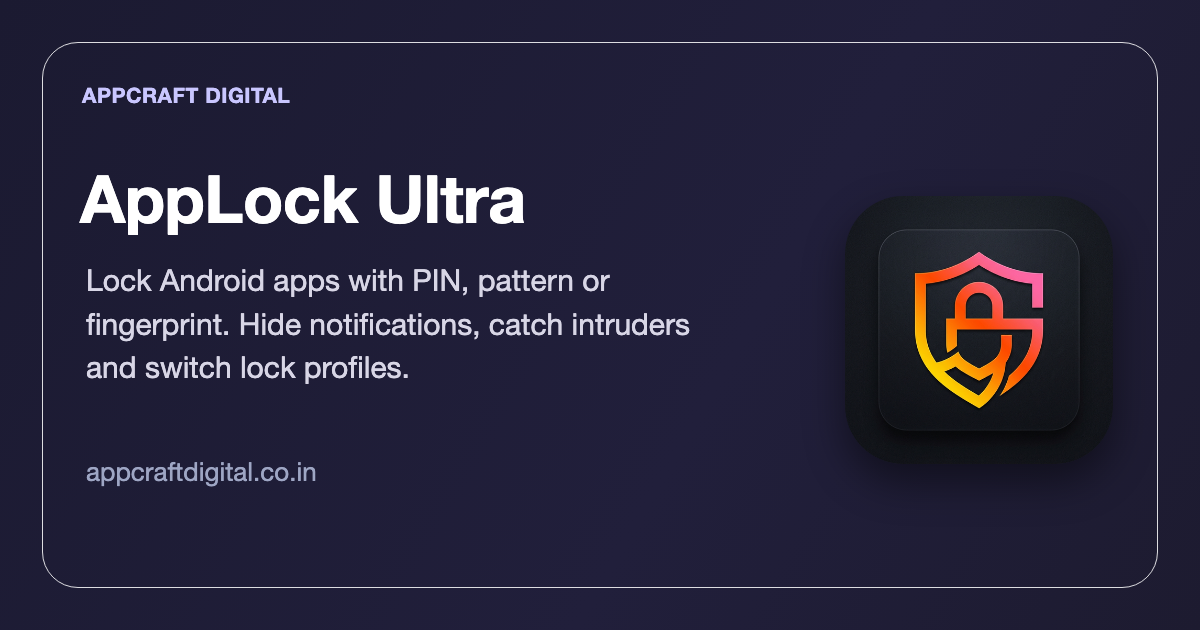 APPCRAFT DIGITAL
AppLock Ultra
Lock Android apps with PIN, pattern or
fingerprint. Hide notifications, catch intruders
and switch lock profiles.
appcraftdigital.co.in